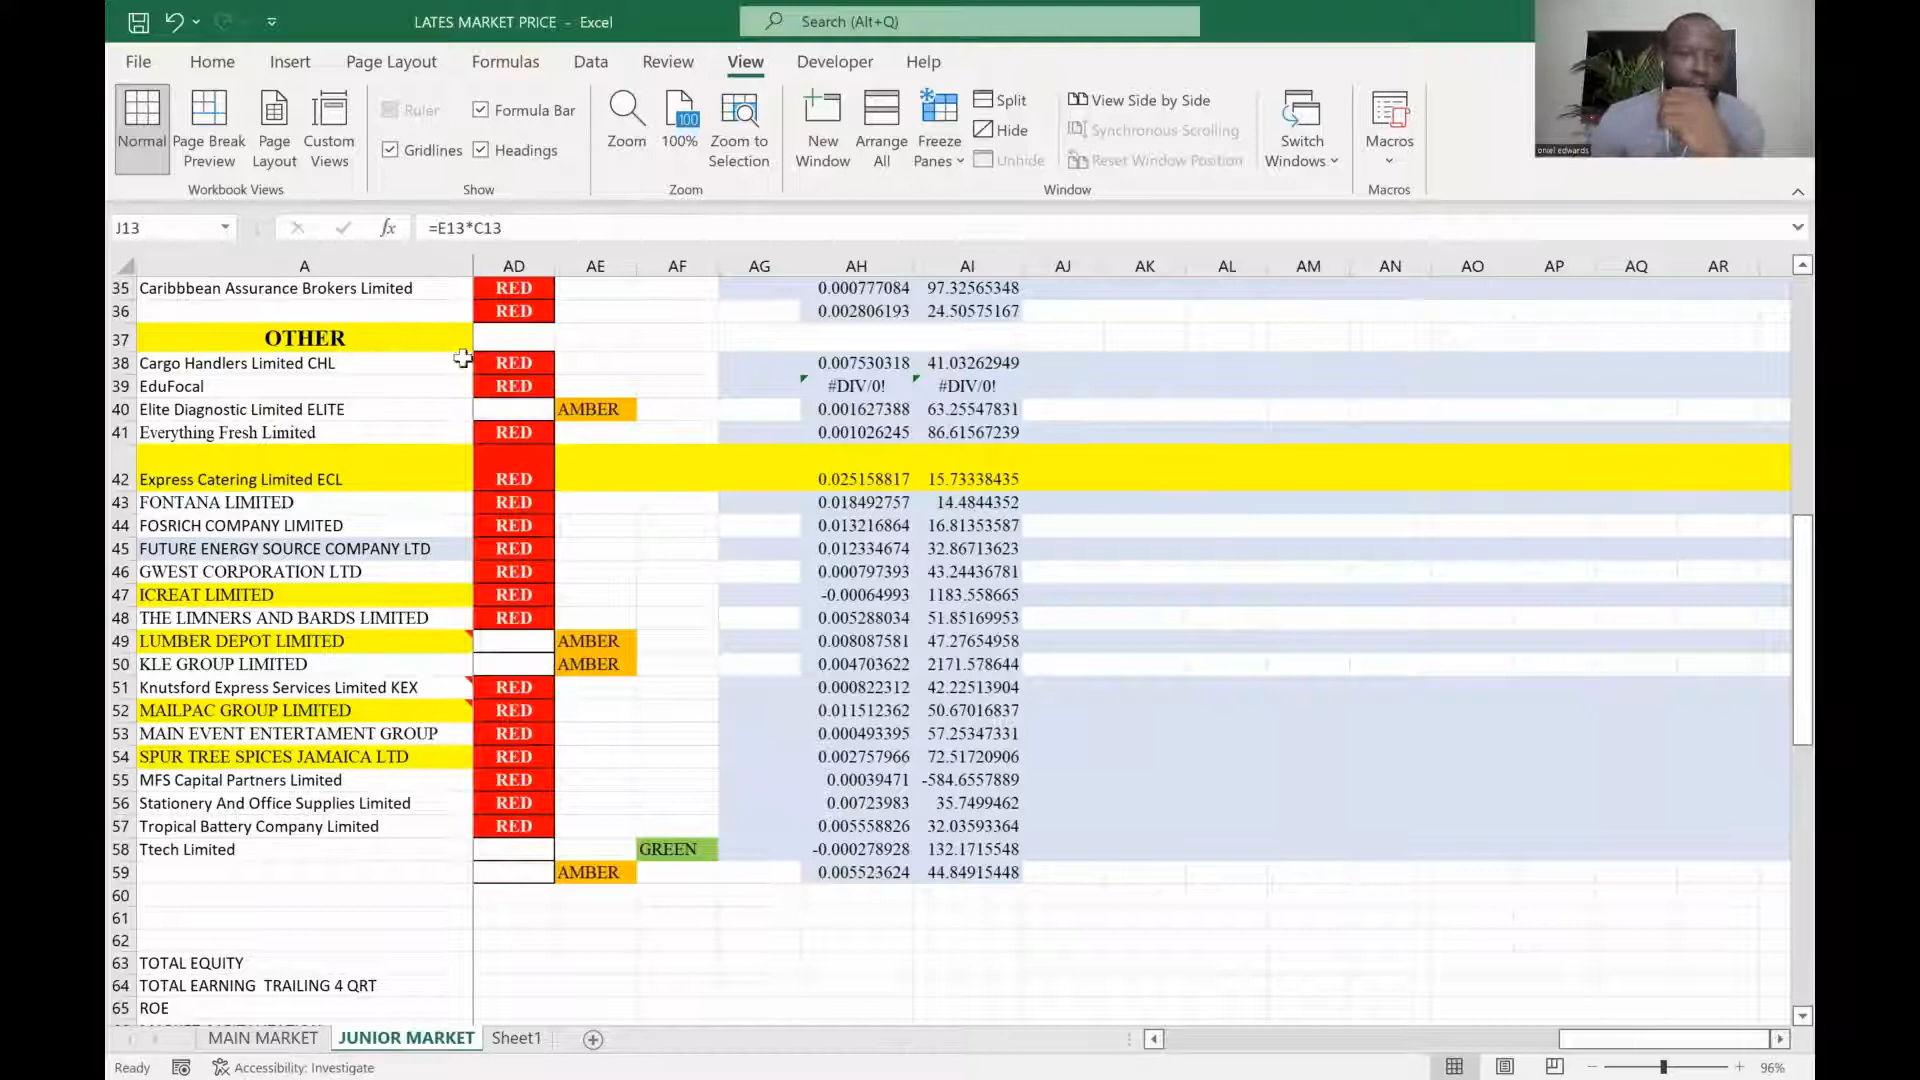 LATES MARKET PRICE - Excel
Search (Alt+Q)
File Home Insert Page Layout Formulas Data Review View Developer Help
Normal
Page Break Preview
Page Layout
Custom Views
Workbook Views
Ruler
Formula Bar
Gridlines
Headings
Show
Zoom
100
100%
Zoom to Selection
Zoom
New Window
Arrange All
Freeze Panes
Split
Hide
Unhide
View Side by Side
Synchronous Scrolling
Reset Window Position
Switch Windows
Window
Macros
Macros
oniel edwards
J13 fx =E13*C13
A AD AE AF AG AH AI AJ AK AL AM AN AO AP AQ AR
35 Caribbbean Assurance Brokers Limited RED 0.000777084 97.32565348
36 RED 0.002806193 24.50575167
37 OTHER
38 Cargo Handlers Limited CHL RED 0.007530318 41.03262949
39 EduFocal RED #DIV/0! #DIV/0!
40 Elite Diagnostic Limited ELITE AMBER 0.001627388 63.25547831
41 Everything Fresh Limited RED 0.001026245 86.61567239
42 Express Catering Limited ECL RED 0.025158817 15.73338435
43 FONTANA LIMITED RED 0.018492757 14.4844352
44 FOSRICH COMPANY LIMITED RED 0.013216864 16.81353587
45 FUTURE ENERGY SOURCE COMPANY LTD RED 0.012334674 32.86713623
46 GWEST CORPORATION LTD RED 0.000797393 43.24436781
47 ICREAT LIMITED RED -0.00064993 1183.558665
48 THE LIMNERS AND BARDS LIMITED RED 0.005288034 51.85169953
49 LUMBER DEPOT LIMITED AMBER 0.008087581 47.27654958
50 KLE GROUP LIMITED AMBER 0.004703622 2171.578644
51 Knutsford Express Services Limited KEX RED 0.000822312 42.22513904
52 MAILPAC GROUP LIMITED RED 0.011512362 50.67016837
53 MAIN EVENT ENTERTAMENT GROUP RED 0.000493395 57.25347331
54 SPUR TREE SPICES JAMAICA LTD RED 0.002757966 72.51720906
55 MFS Capital Partners Limited RED 0.00039471 -584.6557889
56 Stationery And Office Supplies Limited RED 0.00723983 35.7499462
57 Tropical Battery Company Limited RED 0.005558826 32.03593364
58 Ttech Limited GREEN -0.000278928 132.1715548
59 AMBER 0.005523624 44.84915448
60
61
62
63 TOTAL EQUITY
64 TOTAL EARNING TRAILING 4 QRT
65 ROE
MAIN MARKET JUNIOR MARKET Sheet1
Ready Accessibility: Investigate 96%